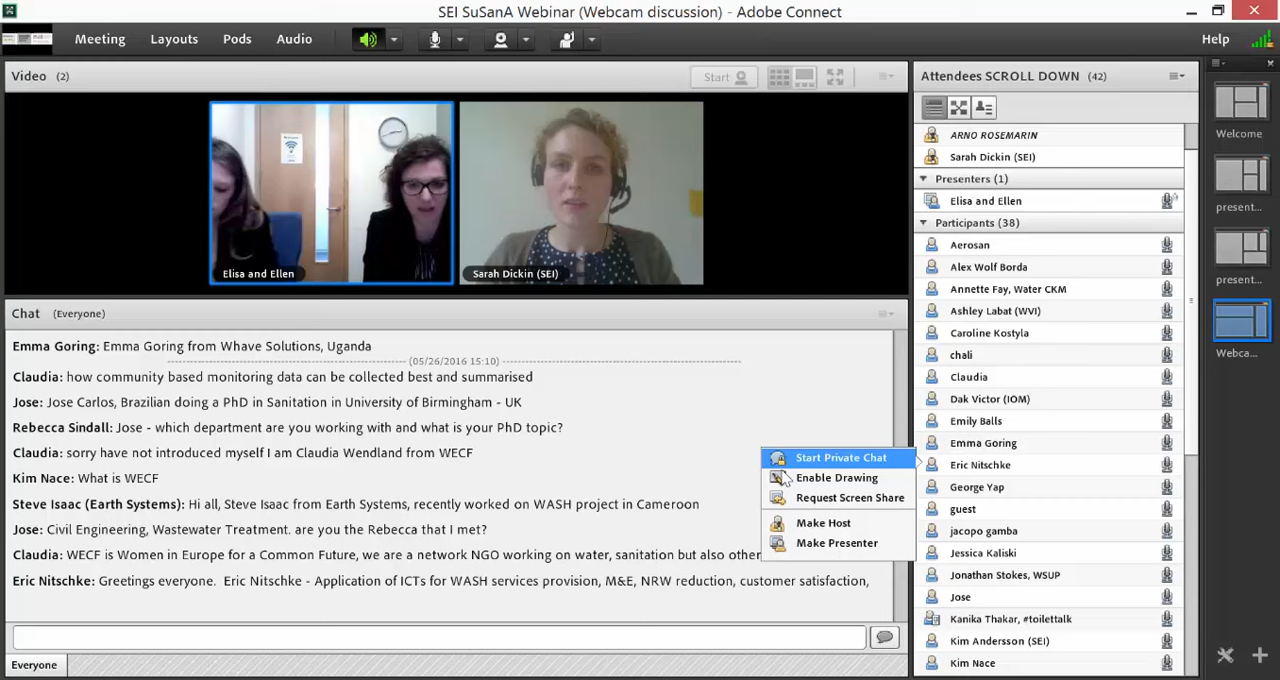 SEI SuSanA Webinar (Webcam discussion) - Adobe Connect
Meeting Layouts Pods Audio Help
Video (2)
Start
Elisa and Ellen
Sarah Dickin (SEI)
Chat (Everyone)
Emma Goring: Emma Goring from Whave Solutions, Uganda
(05/26/2016 15:10)
Claudia: how community based monitoring data can be collected best and summarised
Jose: Jose Carlos, Brazilian doing a PhD in Sanitation in University of Birmingham - UK
Rebecca Sindall: Jose - which department are you working with and what is your PhD topic?
Claudia: sorry have not introduced myself I am Claudia Wendland from WECF
Kim Nace: What is WECF
Steve Isaac (Earth Systems): Hi all, Steve Isaac from Earth Systems, recently worked on WASH project in Cameroon
Jose: Civil Engineering, Wastewater Treatment. are you the Rebecca that I met?
Claudia: WECF is Women in Europe for a Common Future, we are a network NGO working on water, sanitation but also other
Eric Nitschke: Greetings everyone. Eric Nitschke - Application of ICTs for WASH services provision, M&E, NRW reduction, customer satisfaction,
Everyone
Start Private Chat
Enable Drawing
Request Screen Share
Make Host
Make Presenter
Attendees SCROLL DOWN (42)
ARNO ROSEMARIN
Sarah Dickin (SEI)
Presenters (1)
Elisa and Ellen
Participants (38)
Aerosan
Alex Wolf Borda
Annette Fay, Water CKM
Ashley Labat (WVI)
Caroline Kostyla
chali
Claudia
Dak Victor (IOM)
Emily Balls
Emma Goring
Eric Nitschke
George Yap
guest
jacopo gamba
Jessica Kaliski
Jonathan Stokes, WSUP
Jose
Kanika Thakar, #toilettalk
Kim Andersson (SEI)
Kim Nace
Welcome
present...
present...
Webca...